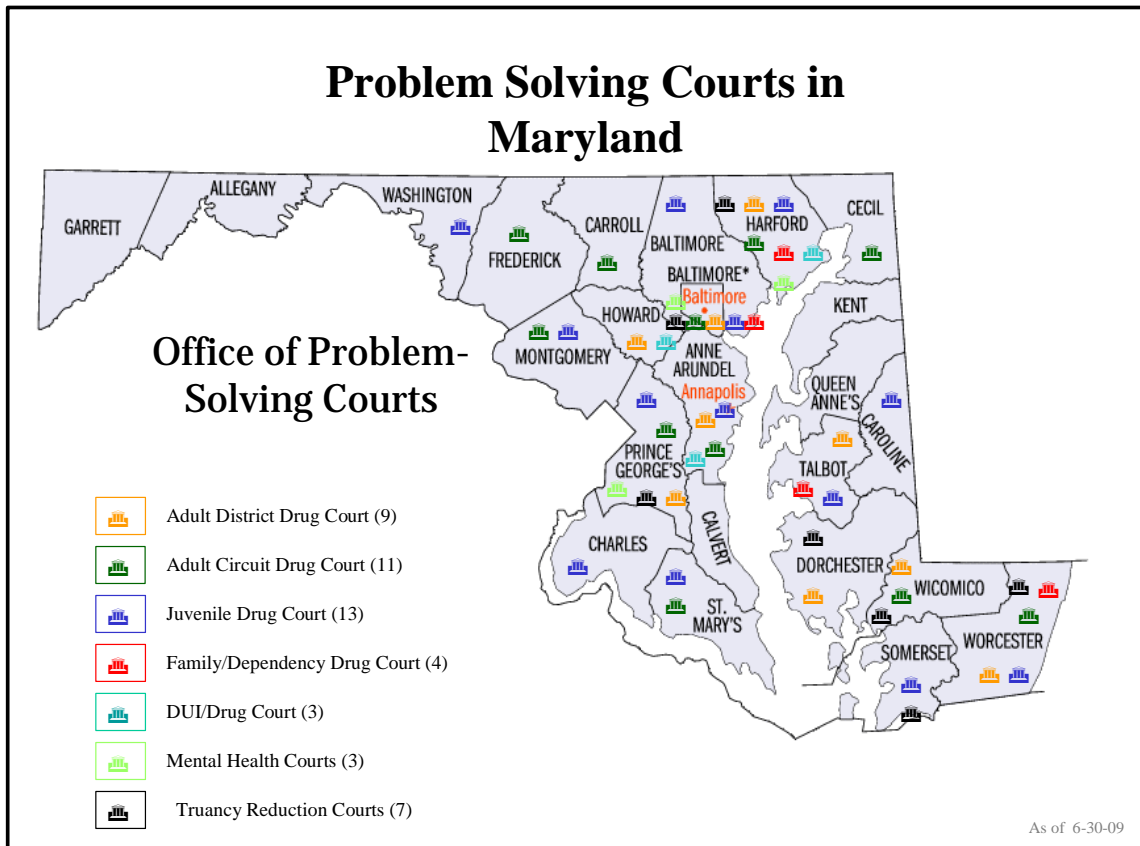 Problem Solving Courts in
Maryland
GARRETT
ALLEGANY
WASHINGTON
FREDERICK
CARROLL
BALTIMORE
HARFORD
CECIL
BALTIMORE*
Baltimore
HOWARD
MONTGOMERY
ANNE
ARUNDEL
Annapolis
KENT
QUEEN
ANNE'S
CAROLINE
PRINCE
GEORGE'S
TALBOT
CALVERT
CHARLES
ST.
MARY'S
DORCHESTER
WICOMICO
SOMERSET
WORCESTER
Office of Problem-
Solving Courts
Adult District Drug Court (9)
Adult Circuit Drug Court (11)
Juvenile Drug Court (13)
Family/Dependency Drug Court (4)
DUI/Drug Court (3)
Mental Health Courts (3)
Truancy Reduction Courts (7)
As of 6-30-09